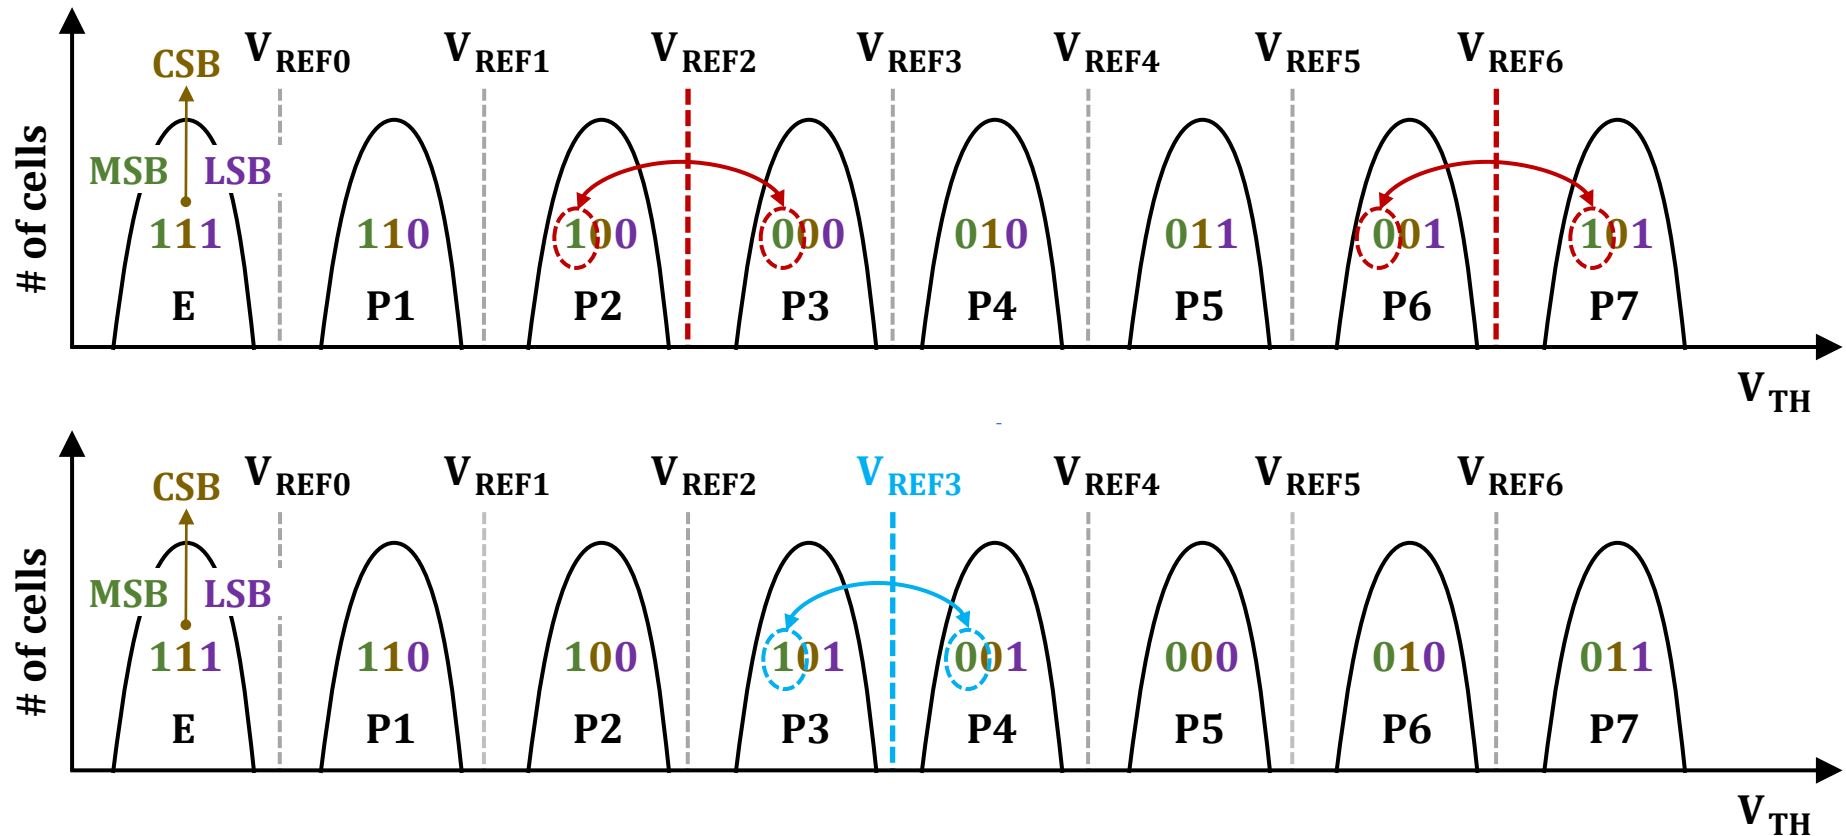 V REF0 V REF1 V REF2 V REF3 V REF4 V REF5 V REF6
CSB
MSB LSB
111 110 100 000 010 011 001 101
E P1 P2 P3 P4 P5 P6 P7
# of cells
V TH
V REF0 V REF1 V REF2 V REF3 V REF4 V REF5 V REF6
CSB
MSB LSB
111 110 100 101 001 000 010 011
E P1 P2 P3 P4 P5 P6 P7
# of cells
V TH